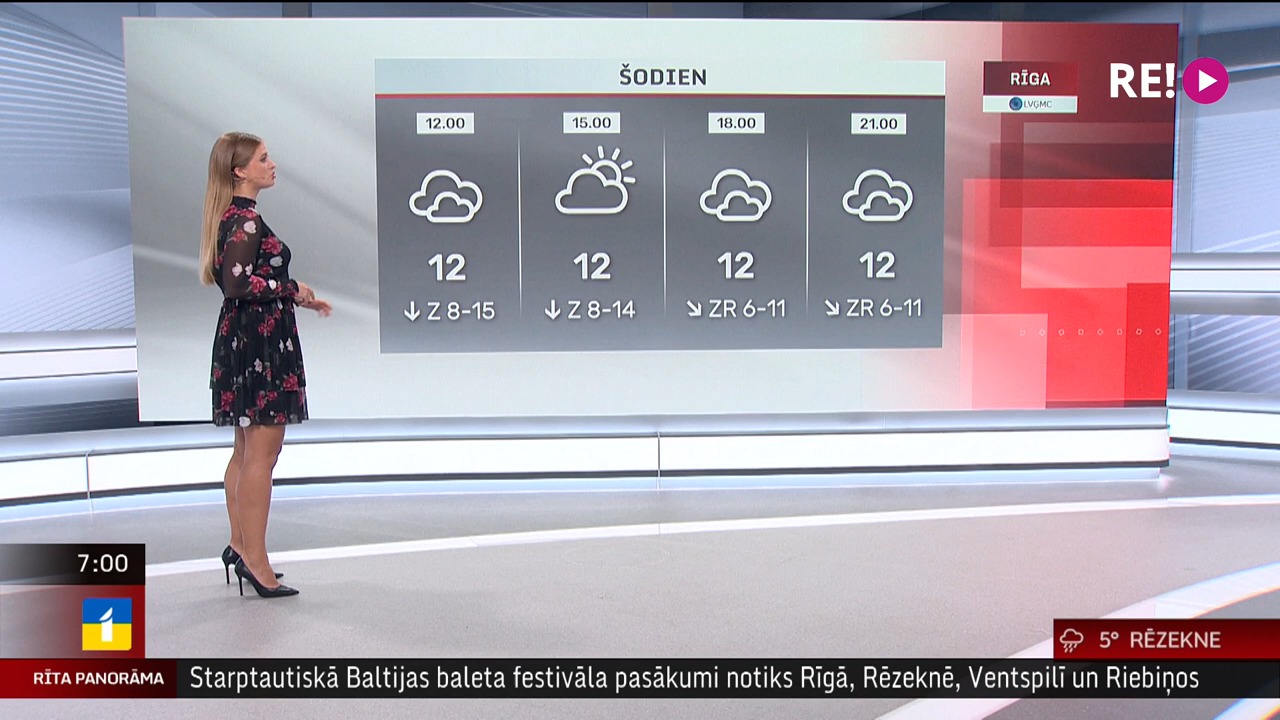 ŠODIEN
RĪGA
RE!
LVĢMC
12.00
15.00
18.00
21.00
12
12
12
12
Z 8-15
Z 8-14
ZR 6-11
ZR 6-11
7:00
1
5° RĒZEKNE
RĪTA PANORĀMA
Starptautiskā Baltijas baleta festivāla pasākumi notiks Rīgā, Rēzeknē, Ventspilī un Riebiņos